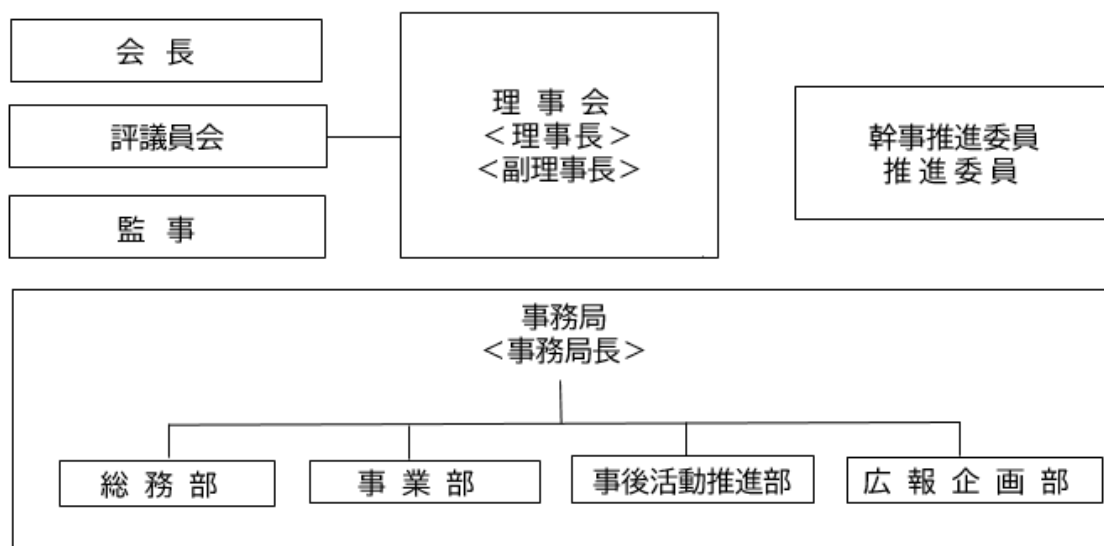 会 長
評議員会
監 事
理 事 会
＜理事長＞
＜副理事長＞
幹事推進委員
推 進 委 員
事務局
＜事務局長＞
総 務 部
事 業 部
事後活動推進部
広 報 企 画 部